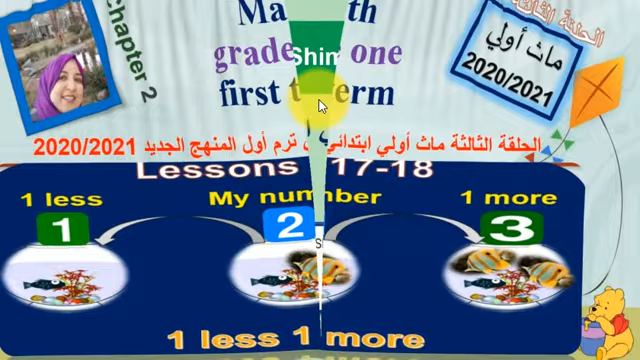 chapter 2
Ma th
grade Shim one
first t erm
الحلقة الثالثة
ماث أولي
2020/2021
الحلقة الثالثة ماث أولي ابتدائي ترم أول المنهج الجديد 2020/2021
Lessons 17-18
1 less My number 1 more
1 2 3
1 less 1 more